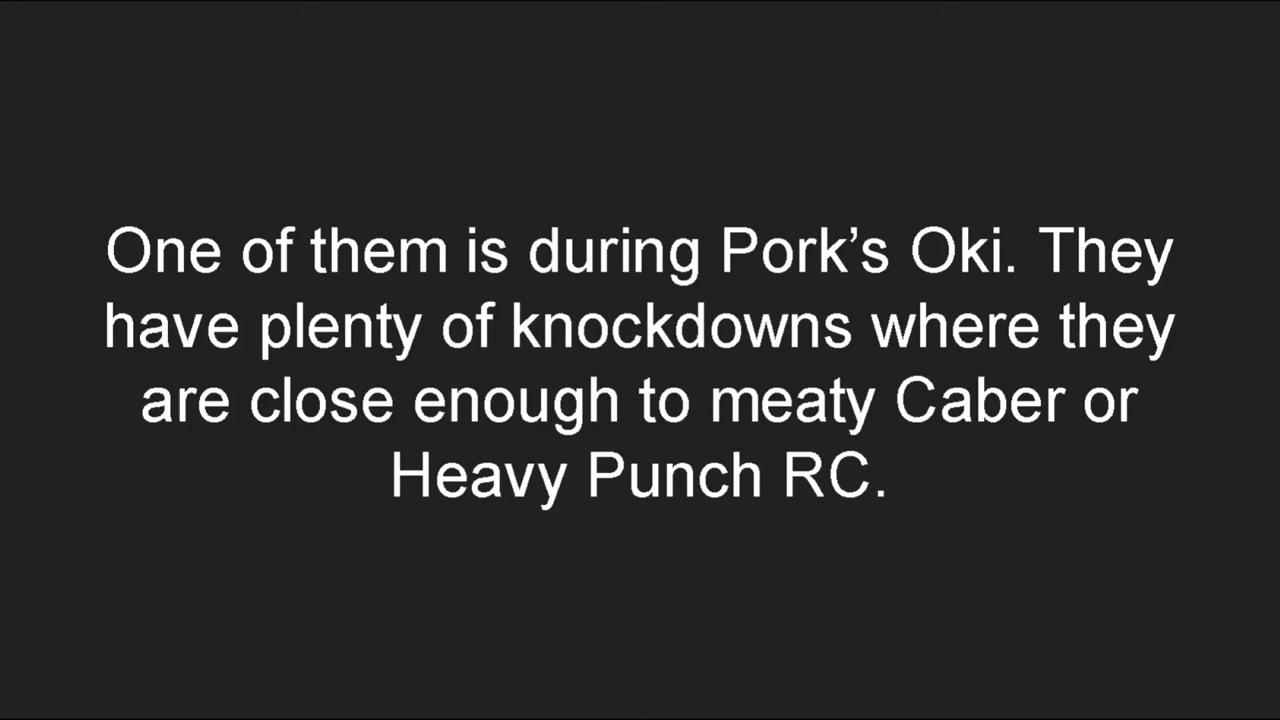 One of them is during Pork’s Oki. They
have plenty of knockdowns where they
are close enough to meaty Caber or
Heavy Punch RC.